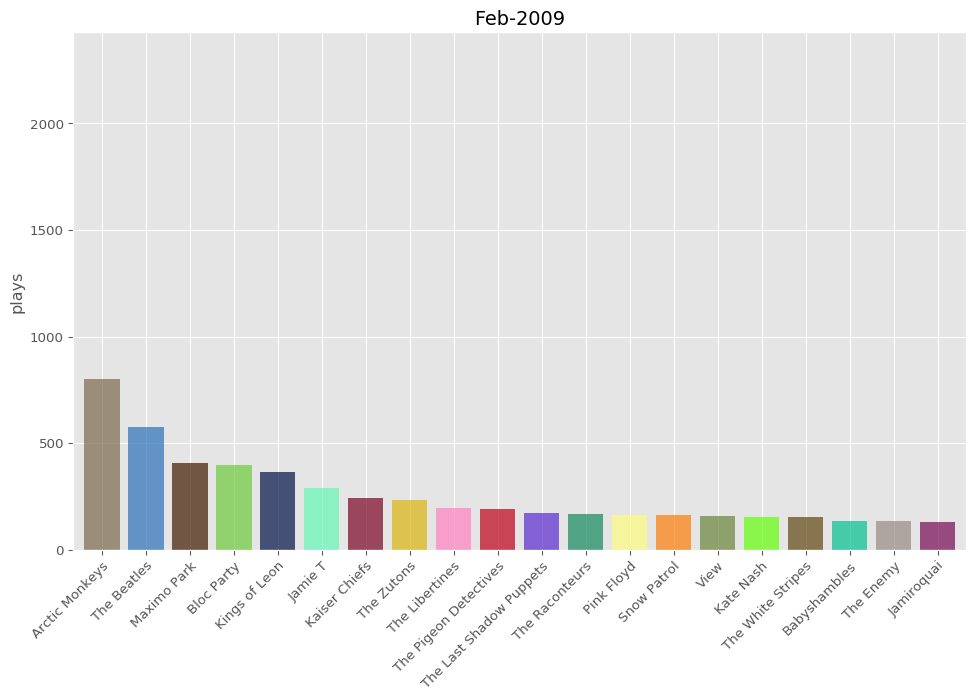 Feb-2009
plays
2000
1500
1000
500
0
Arctic Monkeys
The Beatles
Maximo Park
Bloc Party
Kings of Leon
Jamie T
Kaiser Chiefs
The Zutons
The Libertines
The Pigeon Detectives
The Last Shadow Puppets
The Raconteurs
Pink Floyd
Snow Patrol
View
Kate Nash
The White Stripes
Babyshambles
The Enemy
Jamiroquai